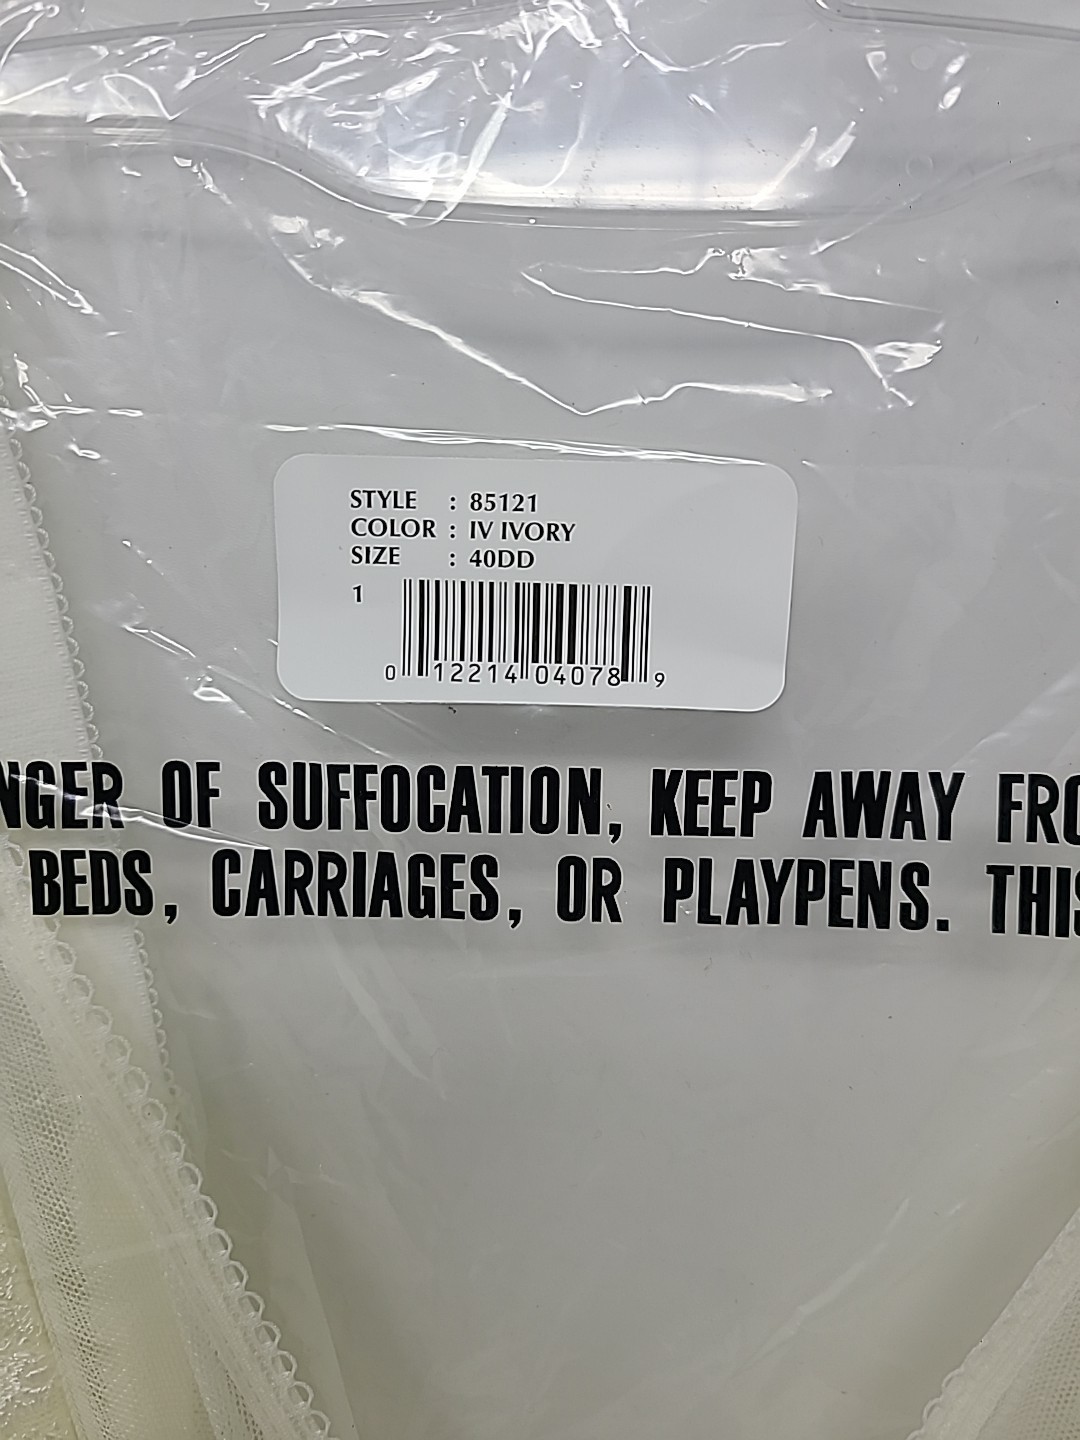 STYLE : 85121
COLOR : IV IVORY
SIZE : 40DD
1
0 12214 04078 9
NGER OF SUFFOCATION, KEEP AWAY FRO
BEDS, CARRIAGES, OR PLAYPENS. THIS